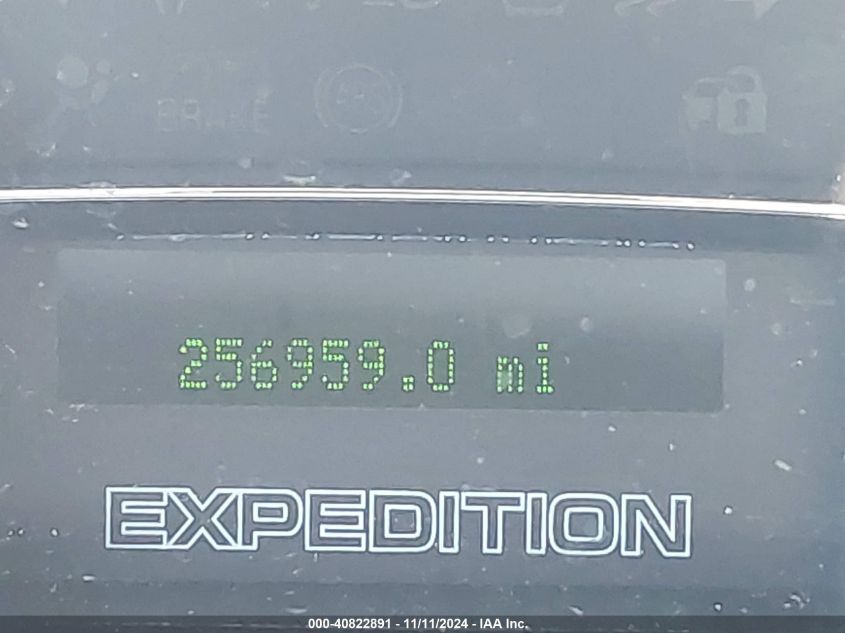 BRAKE
256959.0 mi
EXPEDITION
000-40822891 - 11/11/2024 - IAA Inc.